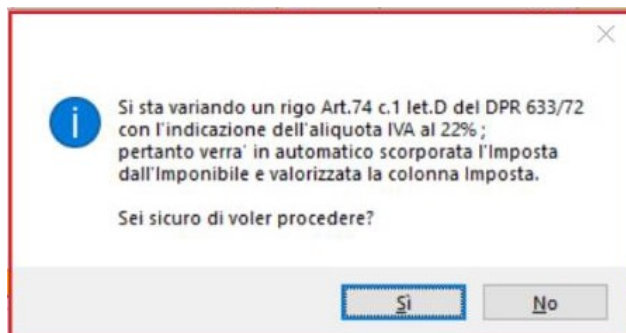 Si sta variando un rigo Art.74 c.1 let.D del DPR 633/72
con l'indicazione dell'aliquota IVA al 22% ;
pertanto verra' in automatico scorporata l'Imposta
dall'Imponibile e valorizzata la colonna Imposta.
Sei sicuro di voler procedere?
Sì No